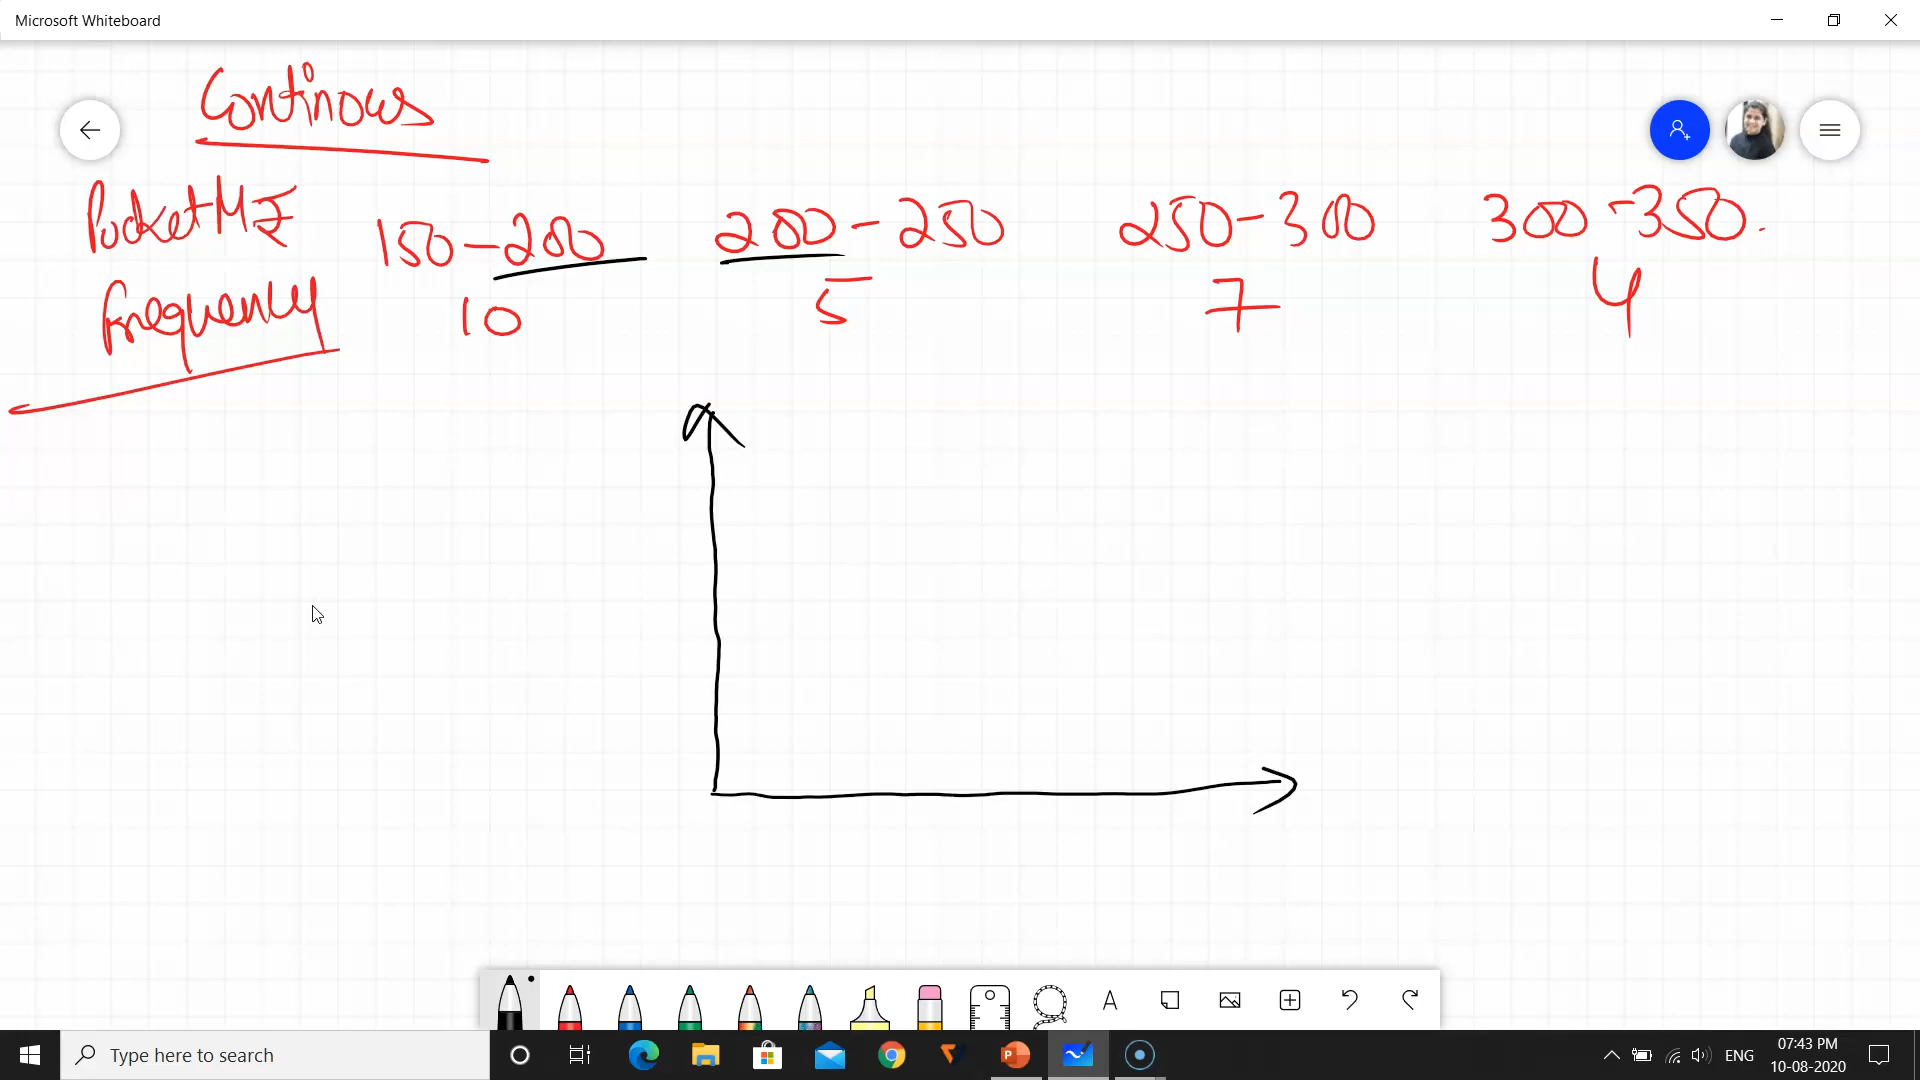 Microsoft Whiteboard
Continous
PocketM ₹ 150-200 200-250 250-300 300-350.
Frequency 10 5 7 4
Type here to search
ENG
07:43 PM
10-08-2020